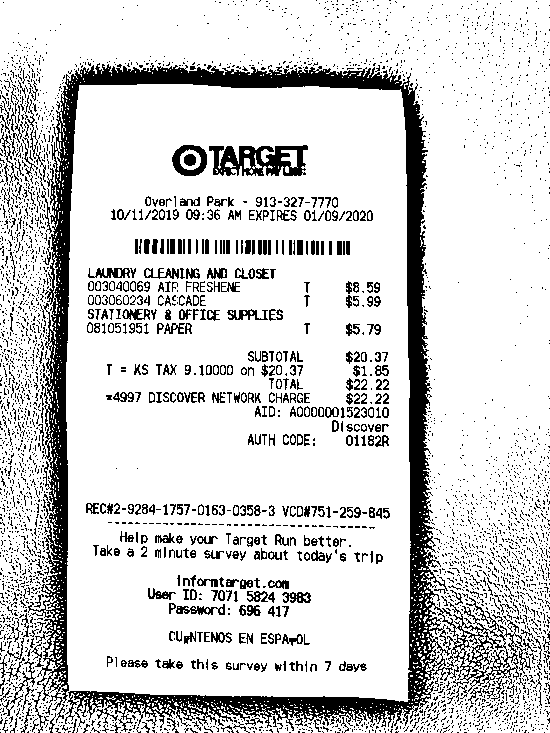 TARGET
EXPECT MORE PAY LESS
Overland Park - 913-327-7770
10/11/2019 09:36 AM EXPIRES 01/09/2020
LAUNDRY CLEANING AND CLOSET
003040069 AIR FRESHENE T $8.59
003060234 CASCADE T $5.99
STATIONERY & OFFICE SUPPLIES
081051951 PAPER T $5.79
SUBTOTAL $20.37
T = KS TAX 9.10000 on $20.37 $1.85
TOTAL $22.22
*4997 DISCOVER NETWORK CHARGE $22.22
AID: A0000001523010
Discover
AUTH CODE: 01182R
REC#2-9284-1757-0163-0358-3 VCD#751-259-845
Help make your Target Run better.
Take a 2 minute survey about today's trip
informtarget.com
User ID: 7071 5824 3983
Password: 696 417
CUÉNTENOS EN ESPAÑOL
Please take this survey within 7 days